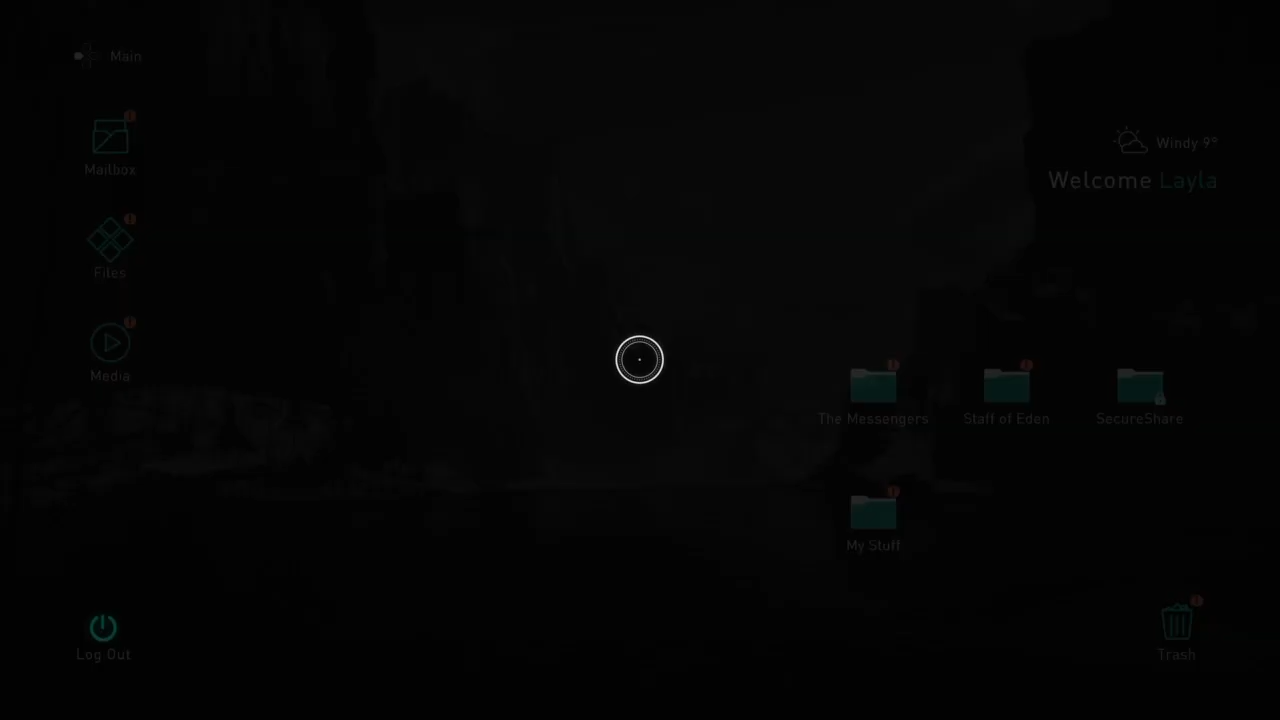 Main
Mailbox
Windy 9°
Welcome Layla
Files
Media
The Messengers
Staff of Eden
SecureShare
My Stuff
Log Out
Trash